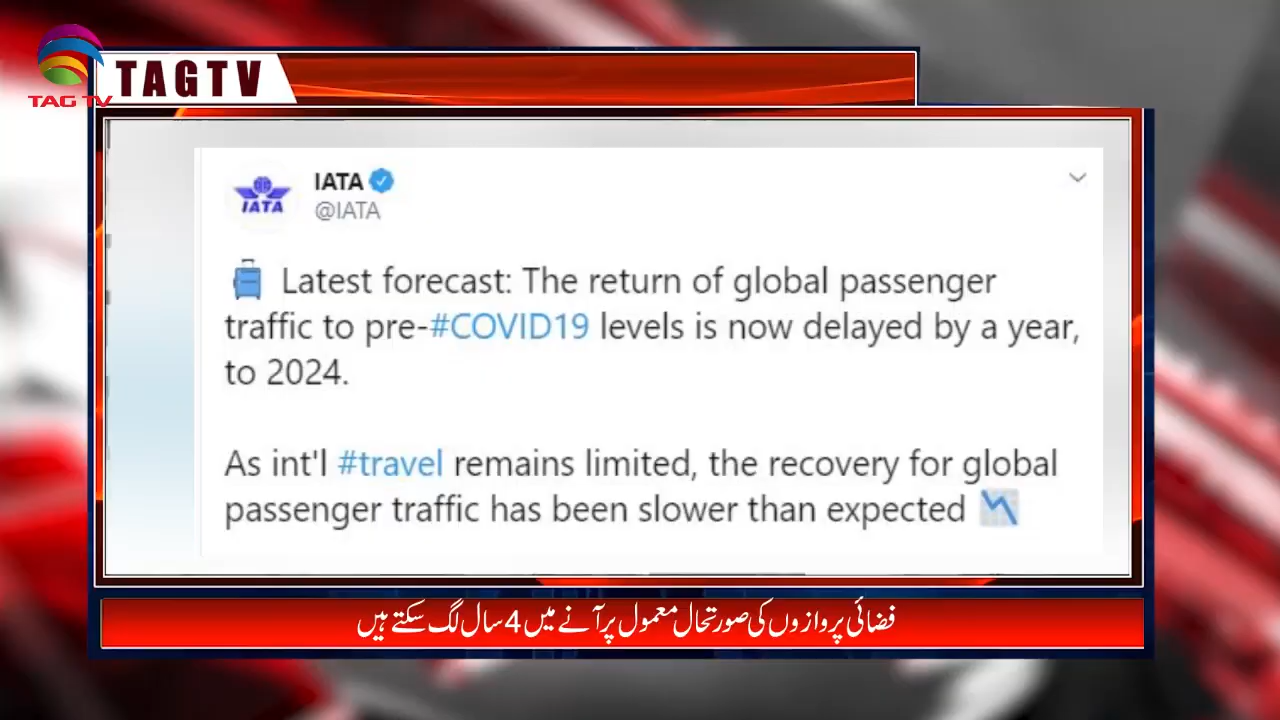 TAG TV
TAGTV
IATA
IATA
@IATA
Latest forecast: The return of global passenger
traffic to pre-#COVID19 levels is now delayed by a year,
to 2024.
As int'l #travel remains limited, the recovery for global
passenger traffic has been slower than expected
فضائی پروازوں کی صورتحال معمول پر آنے میں 4 سال لگ سکتے ہیں